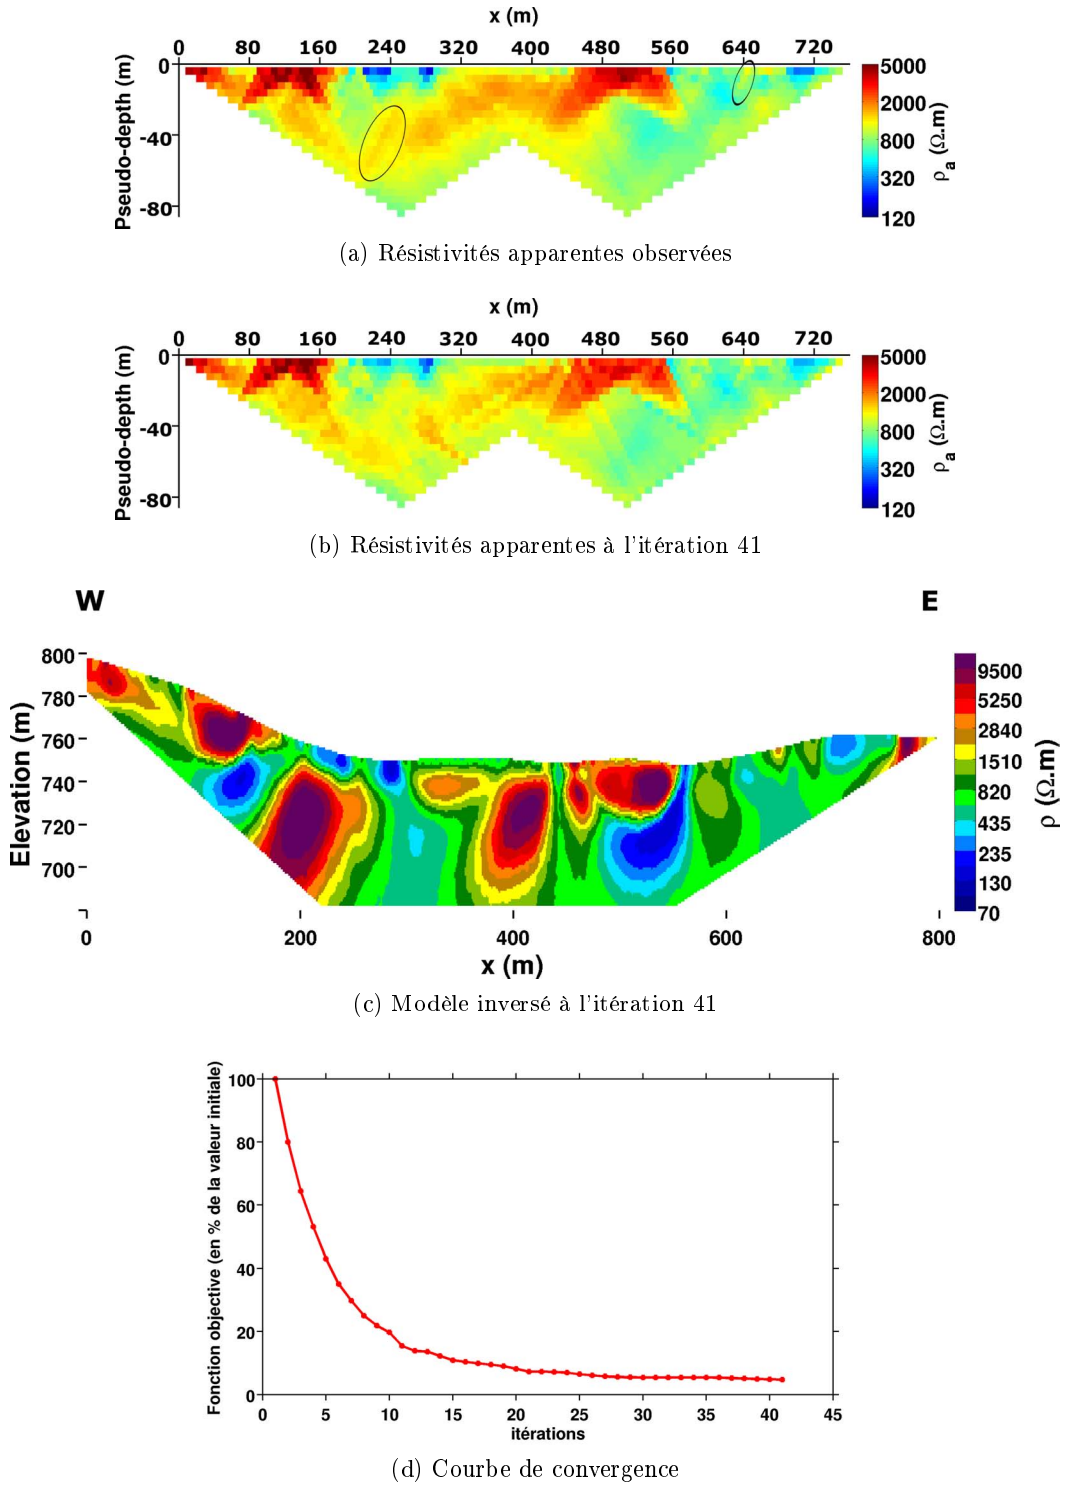 x (m)
0 80 160 240 320 400 480 560 640 720
Pseudo-depth (m)
0
-40
-80
5000
2000
800
320
120
ρa (Ω.m)
(a) Résistivités apparentes observées
x (m)
0 80 160 240 320 400 480 560 640 720
Pseudo-depth (m)
0
-40
-80
5000
2000
800
320
120
ρa (Ω.m)
(b) Résistivités apparentes à l'itération 41
W E
Elevation (m)
800
780
760
740
720
700
0 200 400 600 800
x (m)
9500
5250
2840
1510
820
435
235
130
70
ρ (Ω.m)
(c) Modèle inversé à l'itération 41
Fonction objective (en % de la valeur initiale)
100
80
60
40
20
0
0 5 10 15 20 25 30 35 40 45
itérations
(d) Courbe de convergence